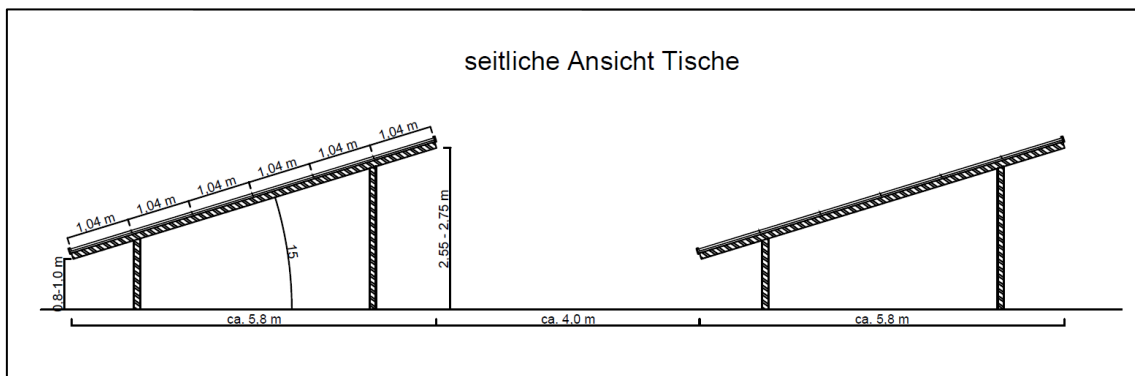 seitliche Ansicht Tische
1,04 m
1,04 m
1,04 m
1,04 m
1,04 m
1,04 m
0.8-1.0 m
15
2.55 - 2.75 m
ca. 5.8 m
ca. 4.0 m
ca. 5.8 m